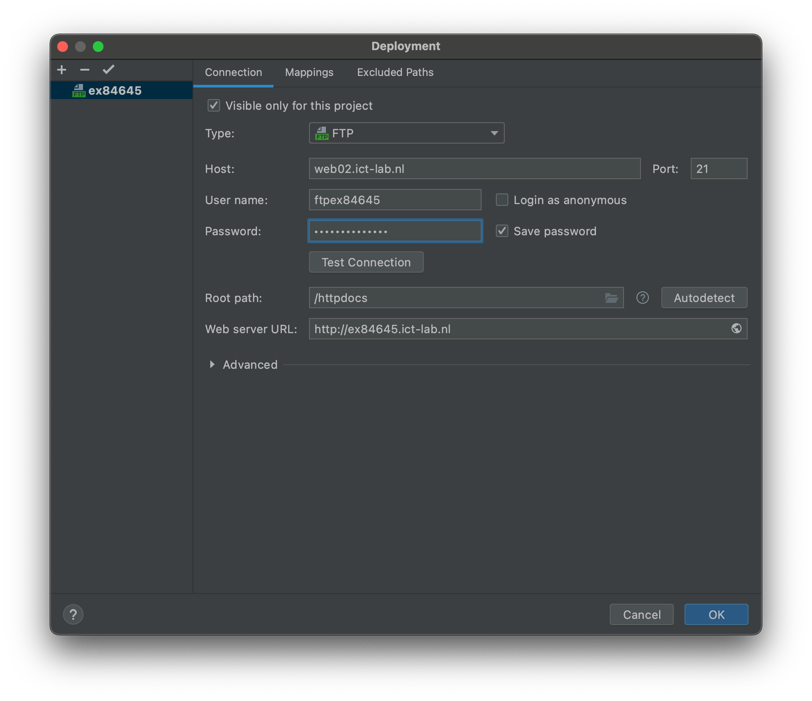 Deployment
ex84645
Connection Mappings Excluded Paths
Visible only for this project
Type: FTP
Host: web02.ict-lab.nl Port: 21
User name: ftpex84645 Login as anonymous
Password: •••••••••••••• Save password
Test Connection
Root path: /httpdocs ? Autodetect
Web server URL: http://ex84645.ict-lab.nl
Advanced
? Cancel OK